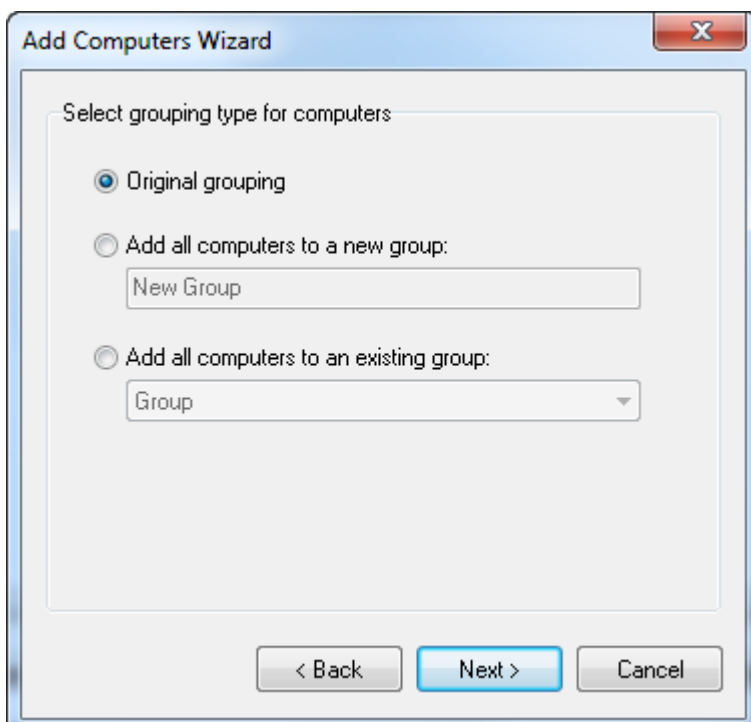 Add Computers Wizard
Select grouping type for computers
Original grouping
Add all computers to a new group:
New Group
Add all computers to an existing group:
Group
< Back Next > Cancel